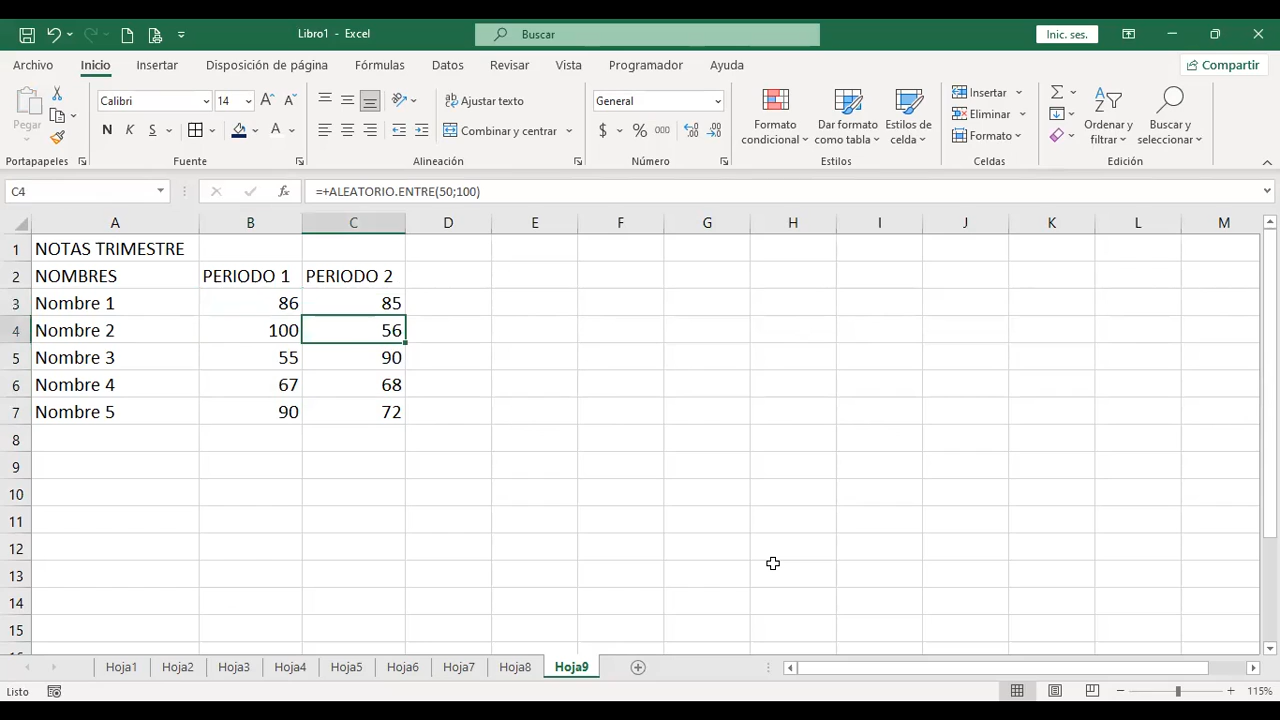 Libro1 - Excel
Buscar
Inic. ses.
Archivo Inicio Insertar Disposición de página Fórmulas Datos Revisar Vista Programador Ayuda
Compartir
Pegar
Calibri 14
N K S
A A A
Ajustar texto
Combinar y centrar
General
$ % 000
Formato condicional
Dar formato como tabla
Estilos de celda
Insertar
Eliminar
Formato
Ordenar y filtrar
Buscar y seleccionar
Portapapeles Fuente Alineación Número Estilos Celdas Edición
C4 fx =+ALEATORIO.ENTRE(50;100)
A B C D E F G H I J K L M
1 NOTAS TRIMESTRE
2 NOMBRES PERIODO 1 PERIODO 2
3 Nombre 1 86 85
4 Nombre 2 100 56
5 Nombre 3 55 90
6 Nombre 4 67 68
7 Nombre 5 90 72
8
9
10
11
12
13
14
15
Hoja1 Hoja2 Hoja3 Hoja4 Hoja5 Hoja6 Hoja7 Hoja8 Hoja9
Listo
115%